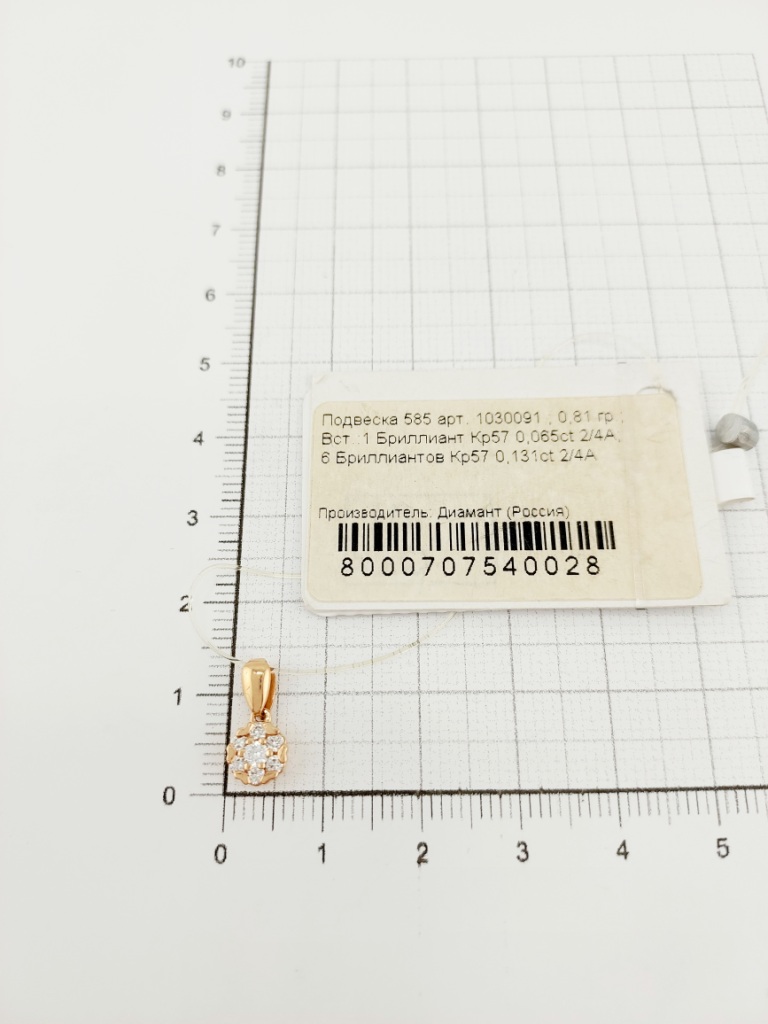 10
9
8
7
6
5
4
3
2
1
0
Подвеска 585 арт. 1030091 , 0,81 гр ;
Вст.:1 Бриллиант Кр57 0,065ct 2/4А,
6 Бриллиантов Кр57 0,131ct 2/4А
Производитель: Диамант (Россия)
8000707540028
0 1 2 3 4 5